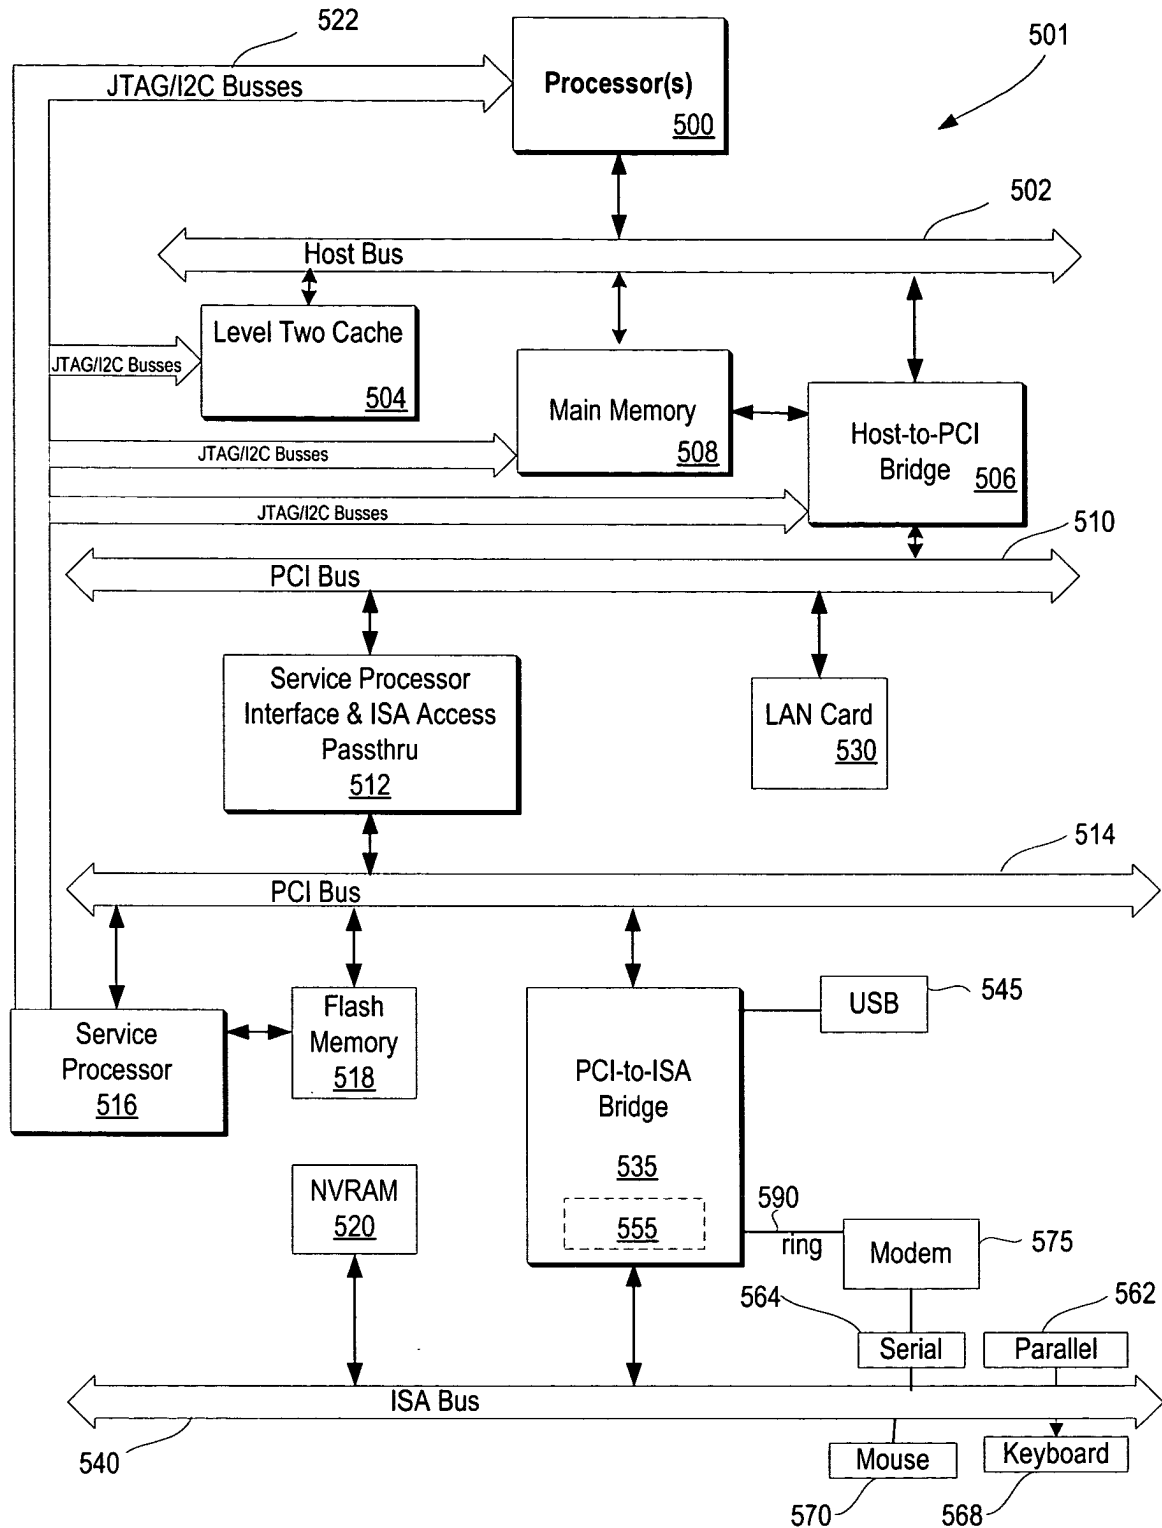 522
501
JTAG/I2C Busses
Processor(s)
500
502
Host Bus
Level Two Cache
504
JTAG/I2C Busses
Main Memory
508
Host-to-PCI
Bridge
506
JTAG/I2C Busses
JTAG/I2C Busses
510
PCI Bus
Service Processor
Interface & ISA Access
Passthru
512
LAN Card
530
514
PCI Bus
Service
Processor
516
Flash
Memory
518
PCI-to-ISA
Bridge
535
555
USB
545
NVRAM
520
590
ring
Modem
575
564
562
Serial
Parallel
ISA Bus
540
Mouse
Keyboard
570
568